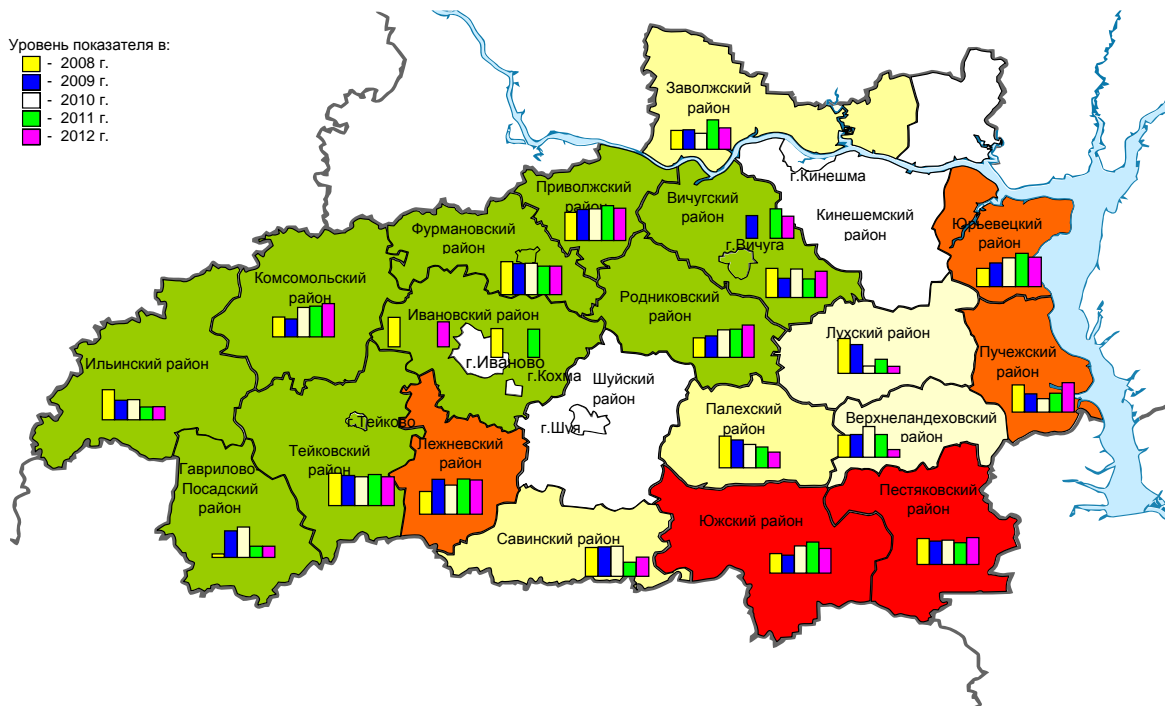 Уровень показателя в:
- 2008 г.
- 2009 г.
- 2010 г.
- 2011 г.
- 2012 г.
Заволжский
район
г.Кинешма
Приволжский
район
Вичугский
район
Кинешемский
район
Юрьевецкий
район
Фурмановский
район
г.Вичуга
Комсомольский
район
Родниковский
район
Ивановский район
Лухский район
Пучежский
район
Ильинский район
г.Иваново
г.Кохма
Шуйский
район
Палехский
район
Верхнеландеховский
район
г.Тейково
г.Шуя
Лежневский
район
Тейковский
район
Гаврилово
Посадский
район
Пестяковский
район
Южский район
Савинский район